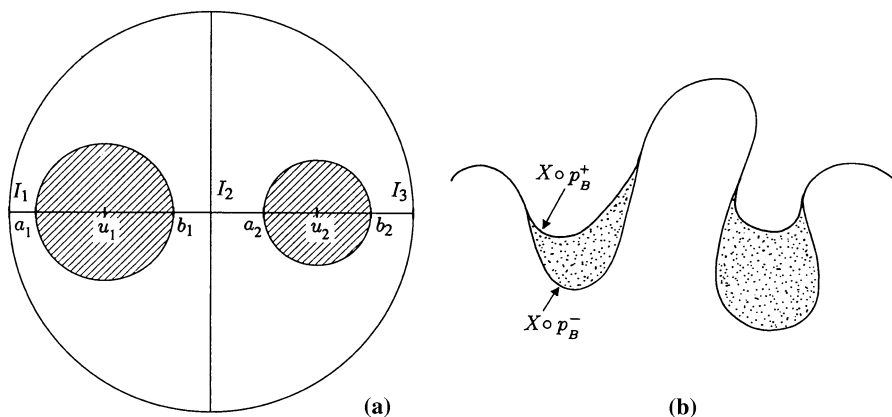 I₁ I₂ I₃
a₁ u₁ b₁ a₂ u₂ b₂
(a)
X∘p_B^+
X∘p_B^-
(b)